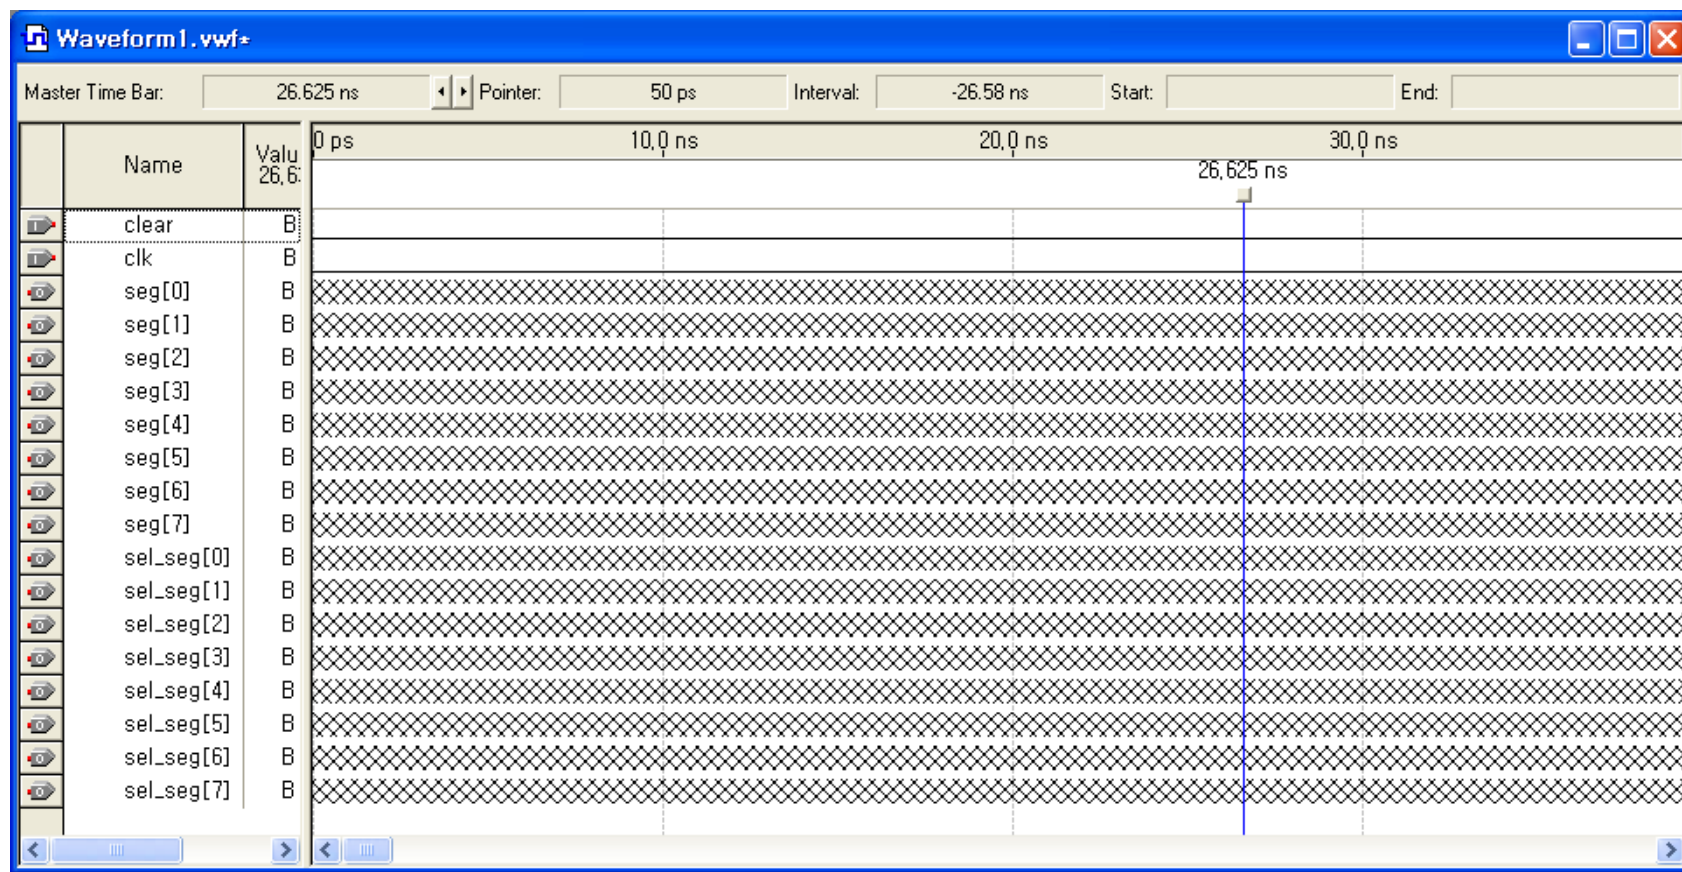 Waveform1.vwf*
Master Time Bar: 26.625 ns Pointer: 50 ps Interval: -26.58 ns Start: End:
Name
Valu
26,6
0 ps 10,0 ns 20,0 ns 30,0 ns
26,625 ns
clear B
clk B
seg[0] B
seg[1] B
seg[2] B
seg[3] B
seg[4] B
seg[5] B
seg[6] B
seg[7] B
sel_seg[0] B
sel_seg[1] B
sel_seg[2] B
sel_seg[3] B
sel_seg[4] B
sel_seg[5] B
sel_seg[6] B
sel_seg[7] B